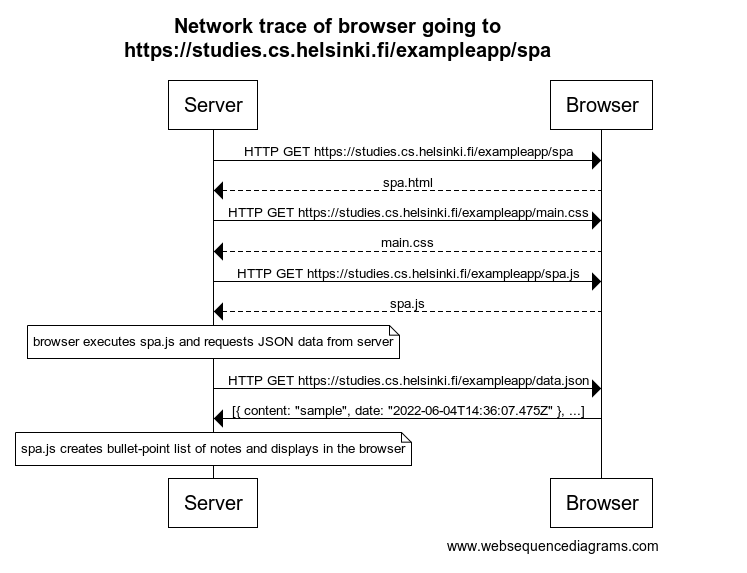 Network trace of browser going to
https://studies.cs.helsinki.fi/exampleapp/spa
Server
Browser
HTTP GET https://studies.cs.helsinki.fi/exampleapp/spa
spa.html
HTTP GET https://studies.cs.helsinki.fi/exampleapp/main.css
main.css
HTTP GET https://studies.cs.helsinki.fi/exampleapp/spa.js
spa.js
browser executes spa.js and requests JSON data from server
HTTP GET https://studies.cs.helsinki.fi/exampleapp/data.json
[{ content: "sample", date: "2022-06-04T14:36:07.475Z" }, ...]
spa.js creates bullet-point list of notes and displays in the browser
Server
Browser
www.websequencediagrams.com